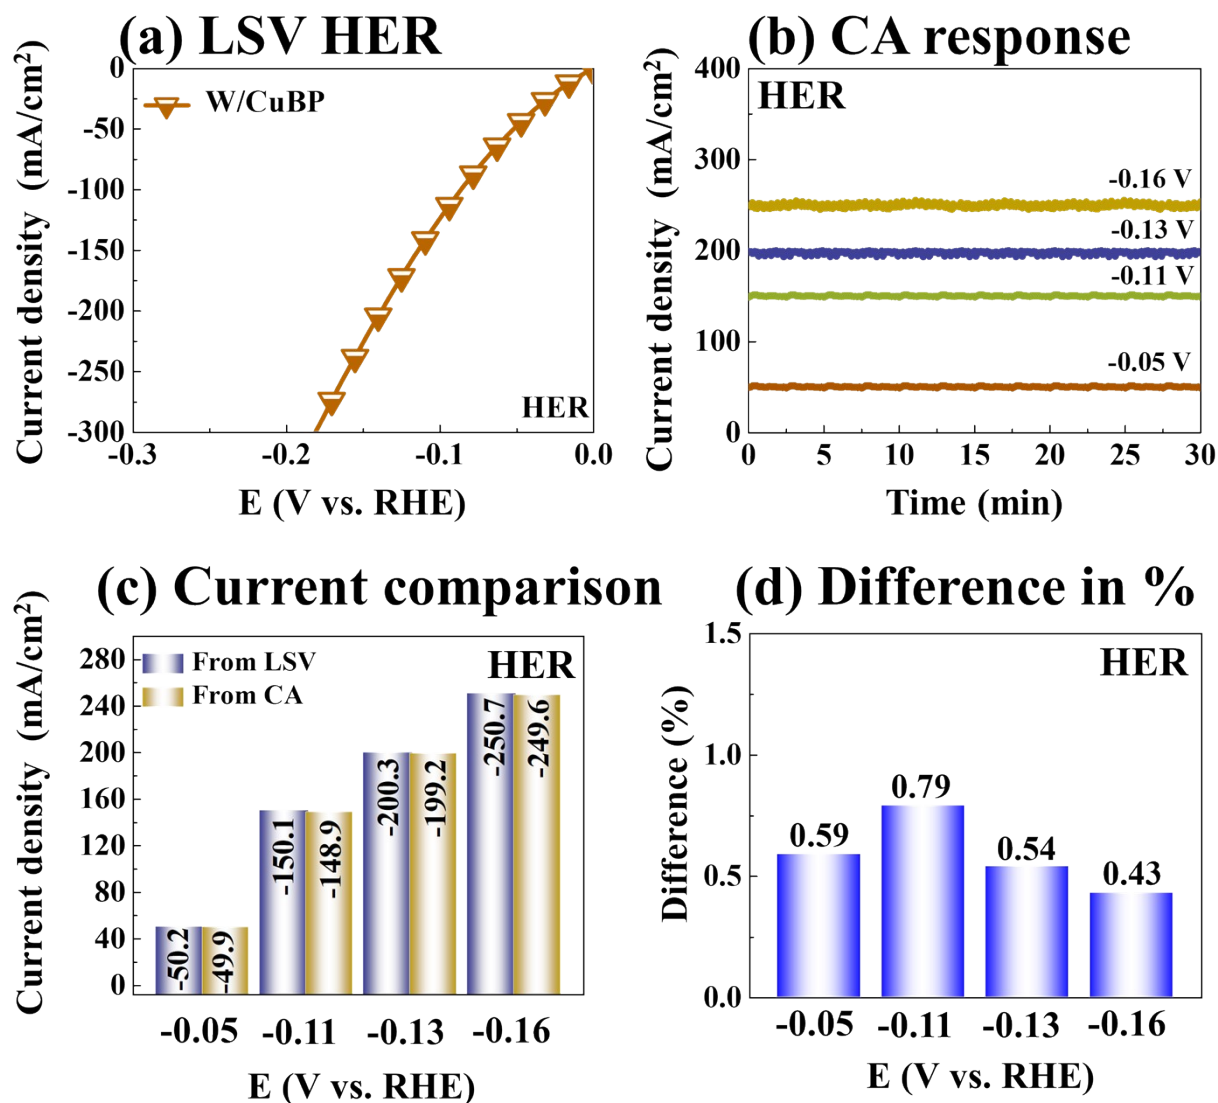 (a) LSV HER
Current density (mA/cm²)
0
-50
-100
-150
-200
-250
-300
W/CuBP
HER
-0.3
-0.2
-0.1
0.0
E (V vs. RHE)
(b) CA response
Current density (mA/cm²)
400
300
200
100
0
HER
-0.16 V
-0.13 V
-0.11 V
-0.05 V
0
5
10
15
20
25
30
Time (min)
(c) Current comparison
Current density (mA/cm²)
280
240
200
160
120
80
40
0
From LSV
From CA
HER
-50.2
-49.9
-150.1
-148.9
-200.3
-199.2
-250.7
-249.6
-0.05
-0.11
-0.13
-0.16
E (V vs. RHE)
(d) Difference in %
Difference (%)
1.5
1.0
0.5
0.0
HER
0.59
0.79
0.54
0.43
-0.05
-0.11
-0.13
-0.16
E (V vs. RHE)